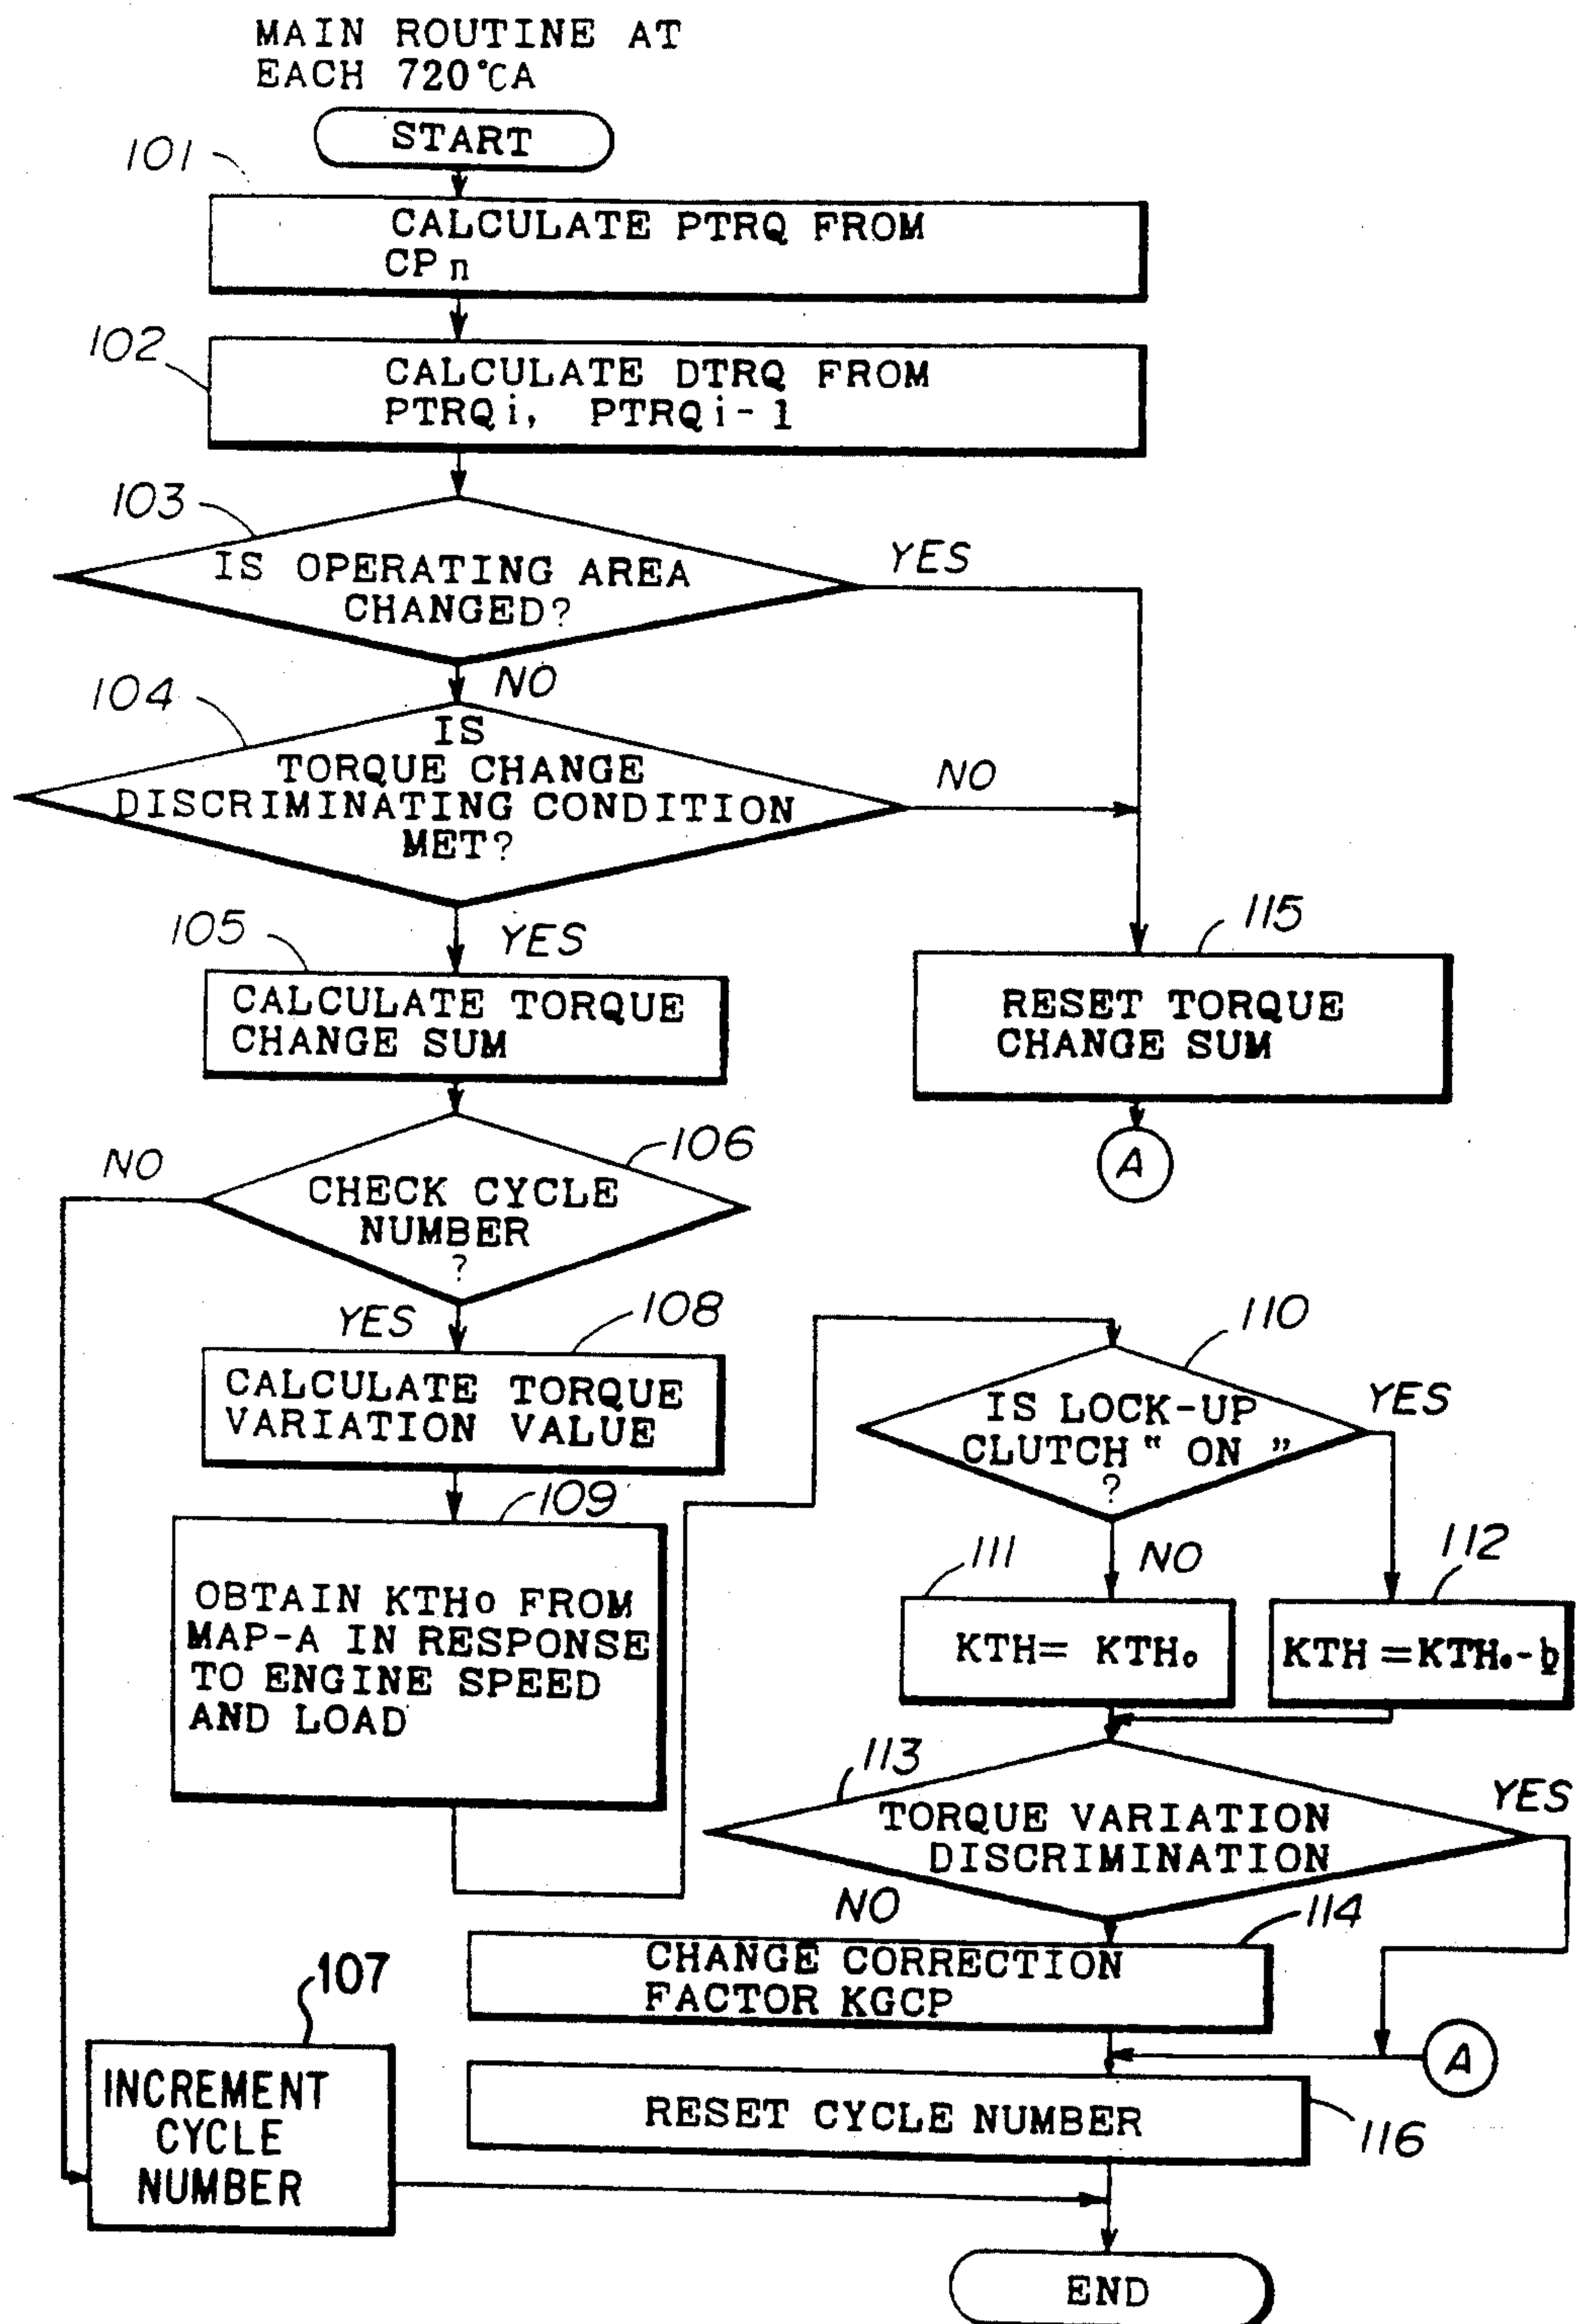 MAIN ROUTINE AT
EACH 720℃A
START
101
CALCULATE PTRQ FROM
CPn
102
CALCULATE DTRQ FROM
PTRQi, PTRQi-1
103
IS OPERATING AREA
CHANGED?
YES
NO
104
IS
TORQUE CHANGE
DISCRIMINATING CONDITION
MET?
NO
YES
105
CALCULATE TORQUE
CHANGE SUM
115
RESET TORQUE
CHANGE SUM
A
106
NO
CHECK CYCLE
NUMBER
?
YES
108
CALCULATE TORQUE
VARIATION VALUE
109
OBTAIN KTHo FROM
MAP-A IN RESPONSE
TO ENGINE SPEED
AND LOAD
110
IS LOCK-UP
CLUTCH “ ON ”
?
YES
NO
111
KTH= KTHo
112
KTH=KTHo-b
113
TORQUE VARIATION
DISCRIMINATION
YES
NO
114
CHANGE CORRECTION
FACTOR KGCP
107
INCREMENT
CYCLE
NUMBER
A
RESET CYCLE NUMBER
116
END